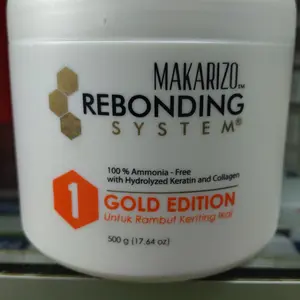 MAKARIZO™
REBONDING
SYSTEM®
100 % Ammonia - Free
with Hydrolyzed Keratin and Collagen
1
GOLD EDITION
Untuk Rambut Keriting Ikal
500 g (17.64 oz)